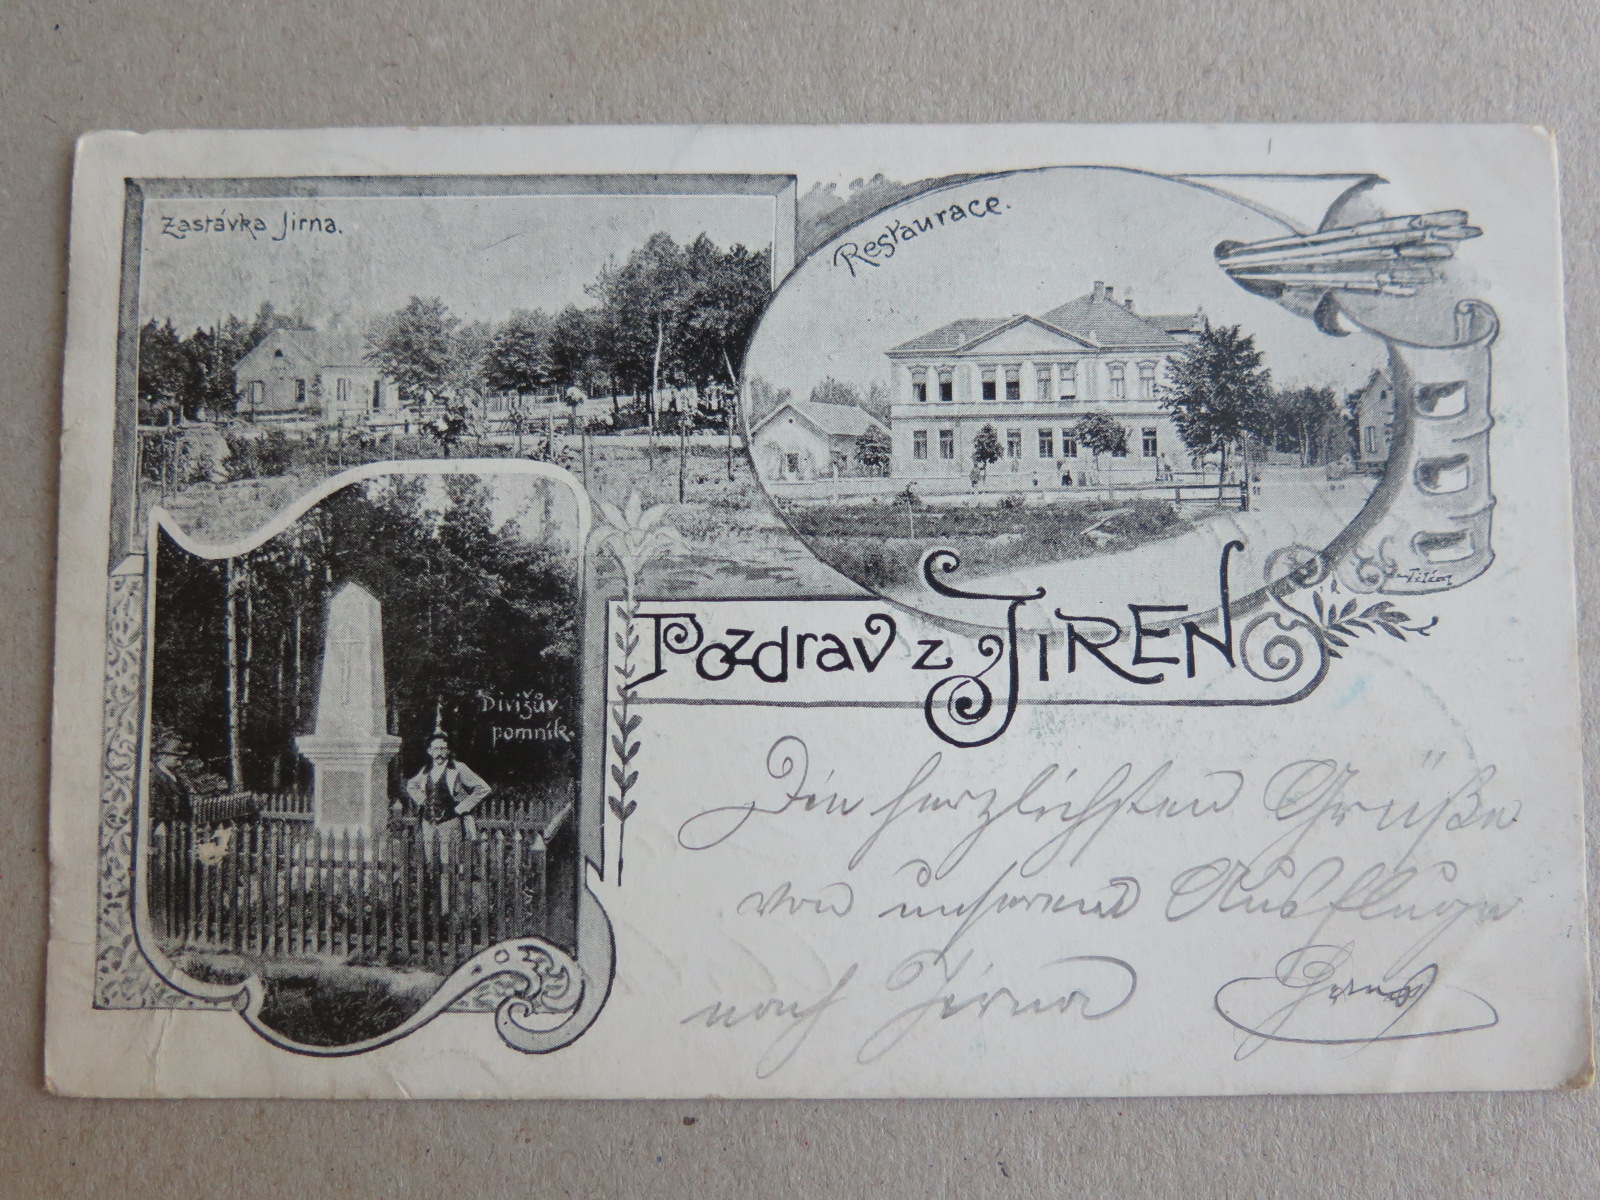 Zastávka Jirna.
Restaurace.
Divišův
pomník.
Pozdrav z JIREN
Die herzlichsten Grüße
von unserem Ausfluge
nach Jirna